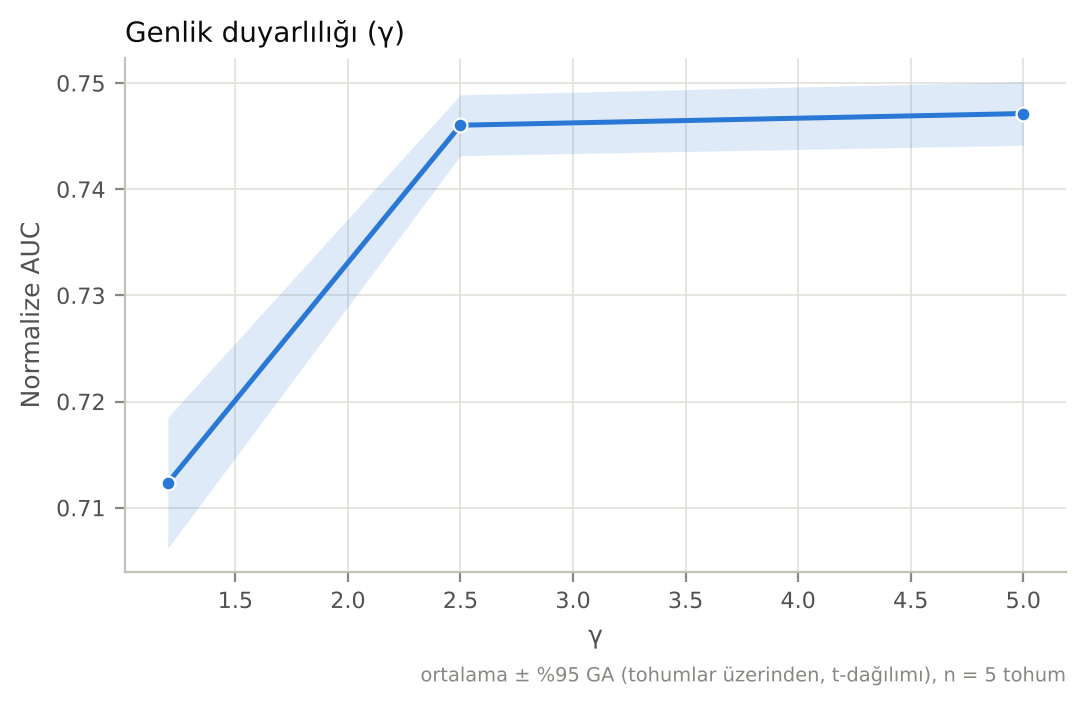 Genlik duyarlılığı (γ)
Normalize AUC
0.75
0.74
0.73
0.72
0.71
1.5 2.0 2.5 3.0 3.5 4.0 4.5 5.0
γ
ortalama ± %95 GA (tohumlar üzerinden, t-dağılımı), n = 5 tohum